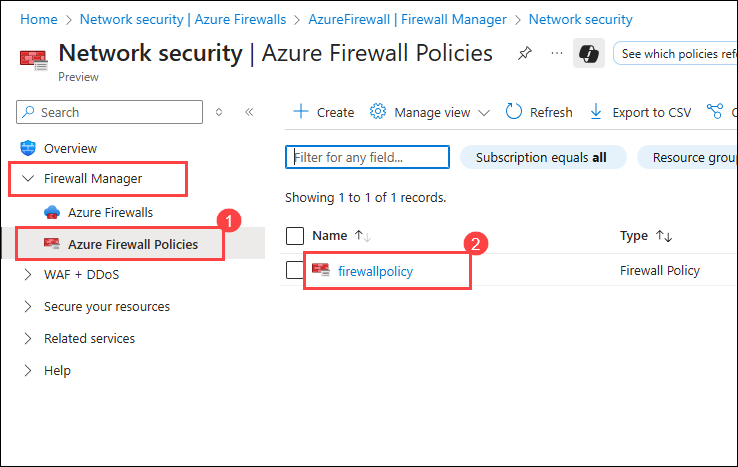 Home > Network security | Azure Firewalls > AzureFirewall | Firewall Manager > Network security
Network security | Azure Firewall Policies
See which policies refe
Preview
Search
Create Manage view Refresh Export to CSV
Overview
Filter for any field...
Subscription equals all
Resource group
Firewall Manager
Showing 1 to 1 of 1 records.
Azure Firewalls
1
Azure Firewall Policies
Name
Type
2
WAF + DDoS
firewallpolicy
Firewall Policy
Secure your resources
Related services
Help